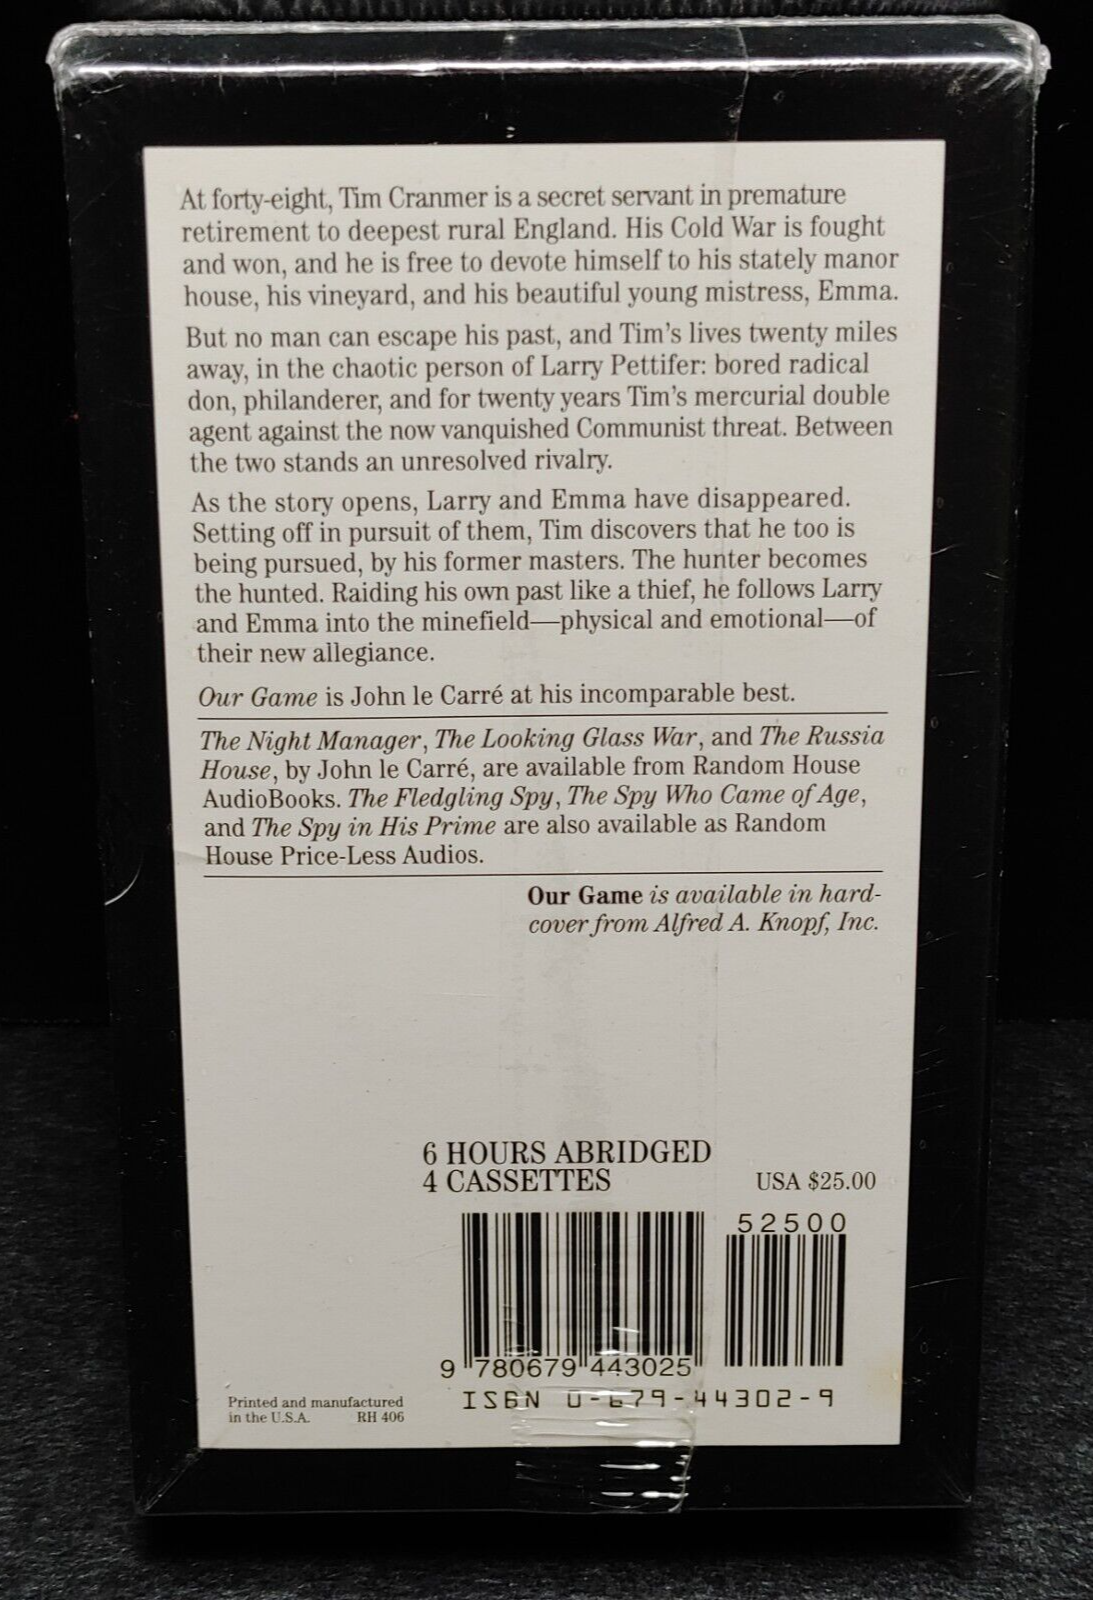 At forty-eight, Tim Cranmer is a secret servant in premature
retirement to deepest rural England. His Cold War is fought
and won, and he is free to devote himself to his stately manor
house, his vineyard, and his beautiful young mistress, Emma.
But no man can escape his past, and Tim's lives twenty miles
away, in the chaotic person of Larry Pettifer: bored radical
don, philanderer, and for twenty years Tim's mercurial double
agent against the now vanquished Communist threat. Between
the two stands an unresolved rivalry.
As the story opens, Larry and Emma have disappeared.
Setting off in pursuit of them, Tim discovers that he too is
being pursued, by his former masters. The hunter becomes
the hunted. Raiding his own past like a thief, he follows Larry
and Emma into the minefield—physical and emotional—of
their new allegiance.
Our Game is John le Carré at his incomparable best.
The Night Manager, The Looking Glass War, and The Russia
House, by John le Carré, are available from Random House
AudioBooks. The Fledgling Spy, The Spy Who Came of Age,
and The Spy in His Prime are also available as Random
House Price-Less Audios.
Our Game is available in hard-
cover from Alfred A. Knopf, Inc.
6 HOURS ABRIDGED
4 CASSETTES
USA $25.00
52500
9 780679 443025
ISBN 0-679-44302-9
Printed and manufactured
in the U.S.A. RH 406